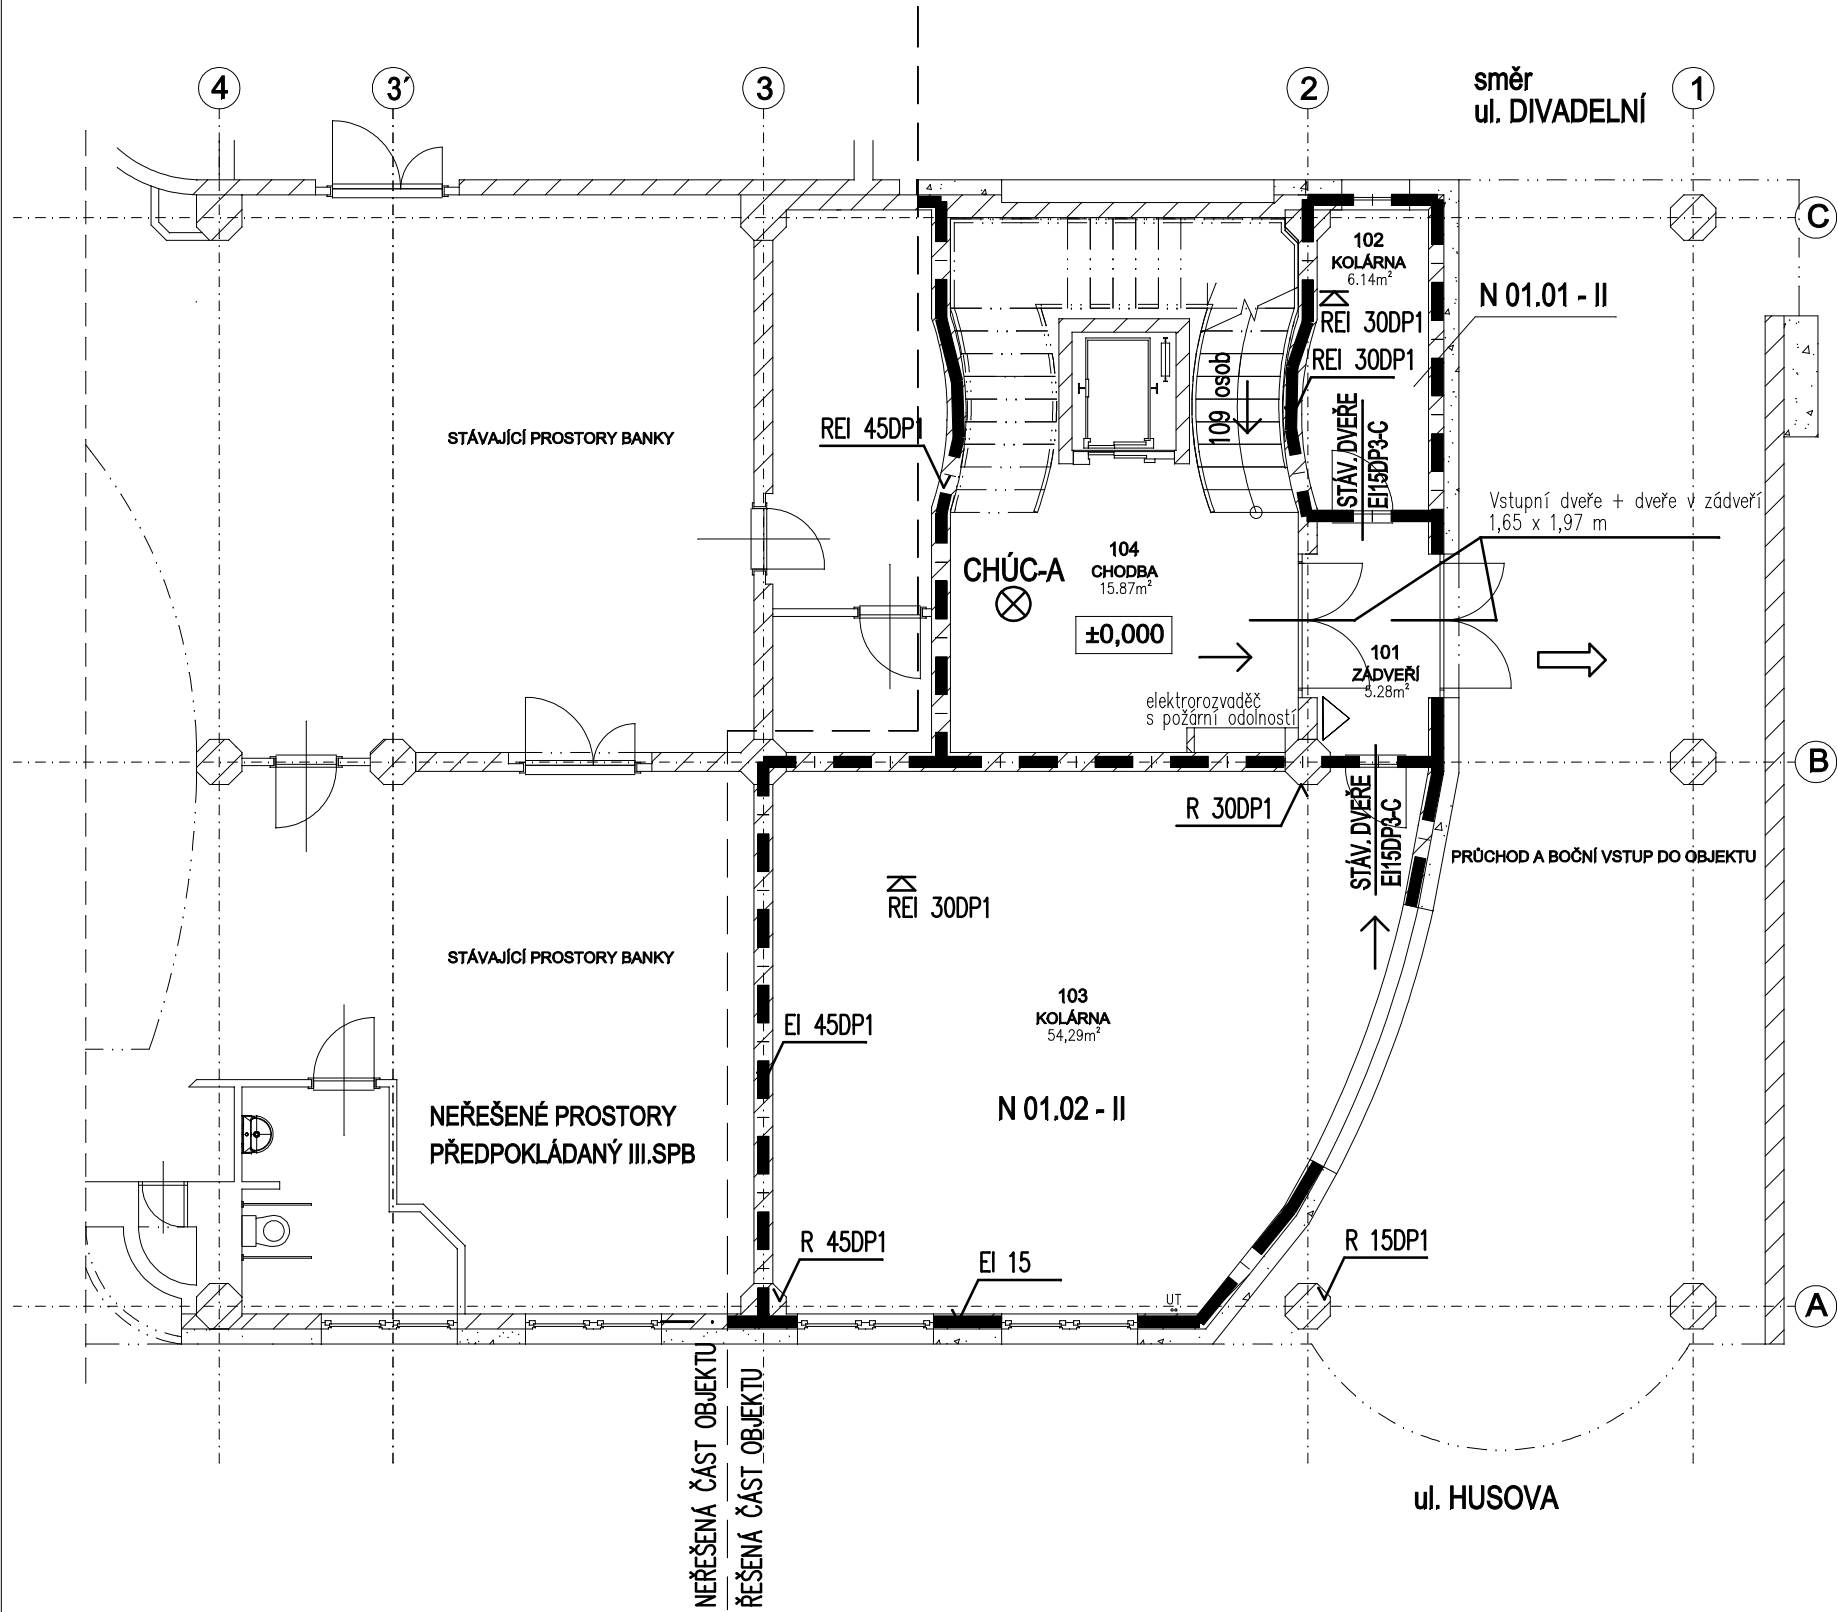 4
3´
3
2
1
směr
ul. DIVADELNÍ
C
102
KOLÁRNA
6.14m²
REI 30DP1
REI 30DP1
N 01.01 - II
109 osob
REI 45DP1
STÁVAJÍCÍ PROSTORY BANKY
STÁV.DVEŘE
EI15DP3-C
Vstupní dveře + dveře v zádveří
1,65 x 1,97 m
104
CHODBA
15.87m²
CHÚC-A
±0,000
101
ZÁDVEŘÍ
5.28m²
elektrorozvaděč
s požární odolností
B
R 30DP1
STÁV.DVEŘE
EI15DP3-C
PRŮCHOD A BOČNÍ VSTUP DO OBJEKTU
REI 30DP1
STÁVAJÍCÍ PROSTORY BANKY
103
KOLÁRNA
54,29m²
EI 45DP1
NEŘEŠENÉ PROSTORY
PŘEDPOKLÁDANÝ III.SPB
N 01.02 - II
R 45DP1
EI 15
R 15DP1
UT
A
NEŘEŠENÁ ČÁST OBJEKTU
ŘEŠENÁ ČÁST OBJEKTU
ul. HUSOVA